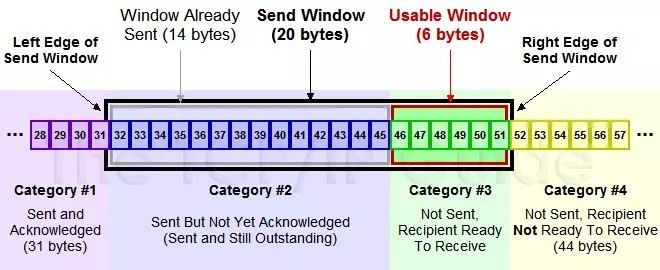 Window Already
Sent (14 bytes)
Send Window
(20 bytes)
Usable Window
(6 bytes)
Left Edge of
Send Window
Right Edge of
Send Window
... 28 29 30 31 32 33 34 35 36 37 38 39 40 41 42 43 44 45 46 47 48 49 50 51 52 53 54 55 56 57 ...
The TCP/IP Guide
Category #1
Sent and
Acknowledged
(31 bytes)
Category #2
Sent But Not Yet Acknowledged
(Sent and Still Outstanding)
Category #3
Not Sent,
Recipient Ready
To Receive
Category #4
Not Sent, Recipient
Not Ready To Receive
(44 bytes)